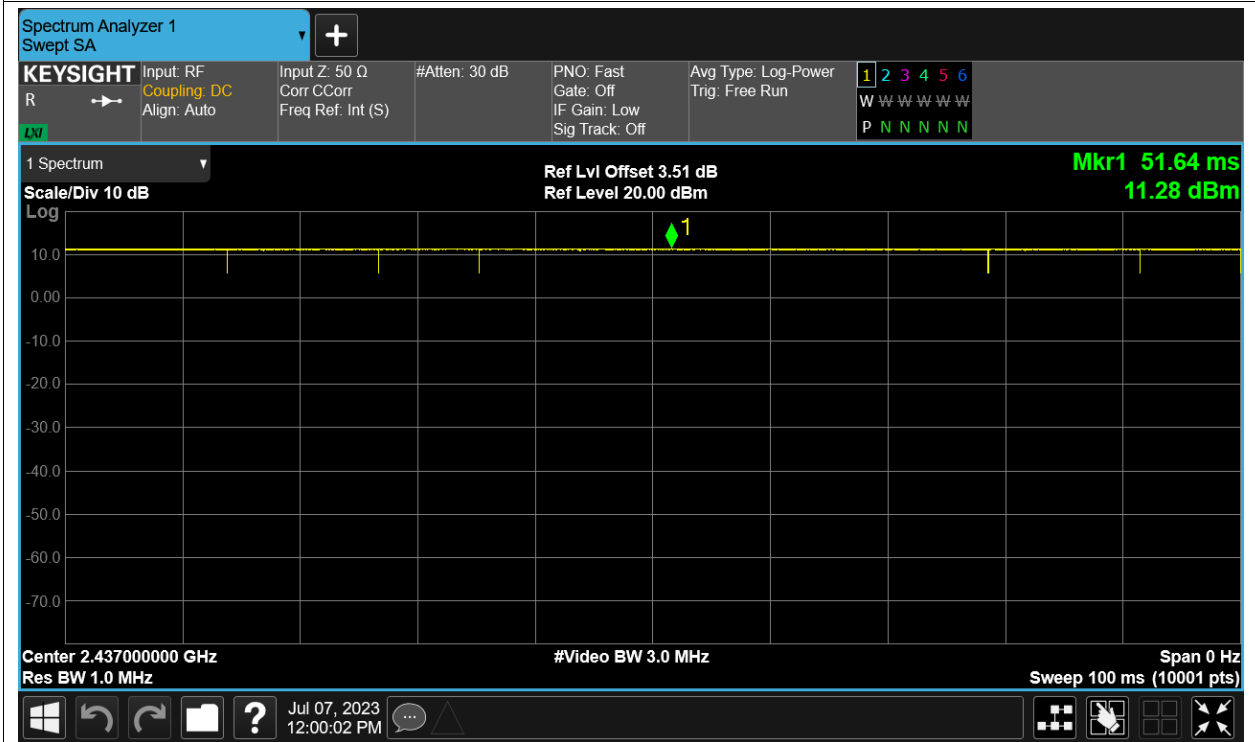 Spectrum Analyzer 1
Swept SA
KEYSIGHT
R
LXI
Input: RF
Coupling: DC
Align: Auto
Input Z: 50 Ω
Corr CCorr
Freq Ref: Int (S)
#Atten: 30 dB
PNO: Fast
Gate: Off
IF Gain: Low
Sig Track: Off
Avg Type: Log-Power
Trig: Free Run
1 2 3 4 5 6
W W W W W W
P N N N N N
1 Spectrum
Scale/Div 10 dB
Log
Ref Lvl Offset 3.51 dB
Ref Level 20.00 dBm
Mkr1 51.64 ms
11.28 dBm
1
10.0
0.00
-10.0
-20.0
-30.0
-40.0
-50.0
-60.0
-70.0
Center 2.437000000 GHz
Res BW 1.0 MHz
#Video BW 3.0 MHz
Span 0 Hz
Sweep 100 ms (10001 pts)
?
Jul 07, 2023
12:00:02 PM